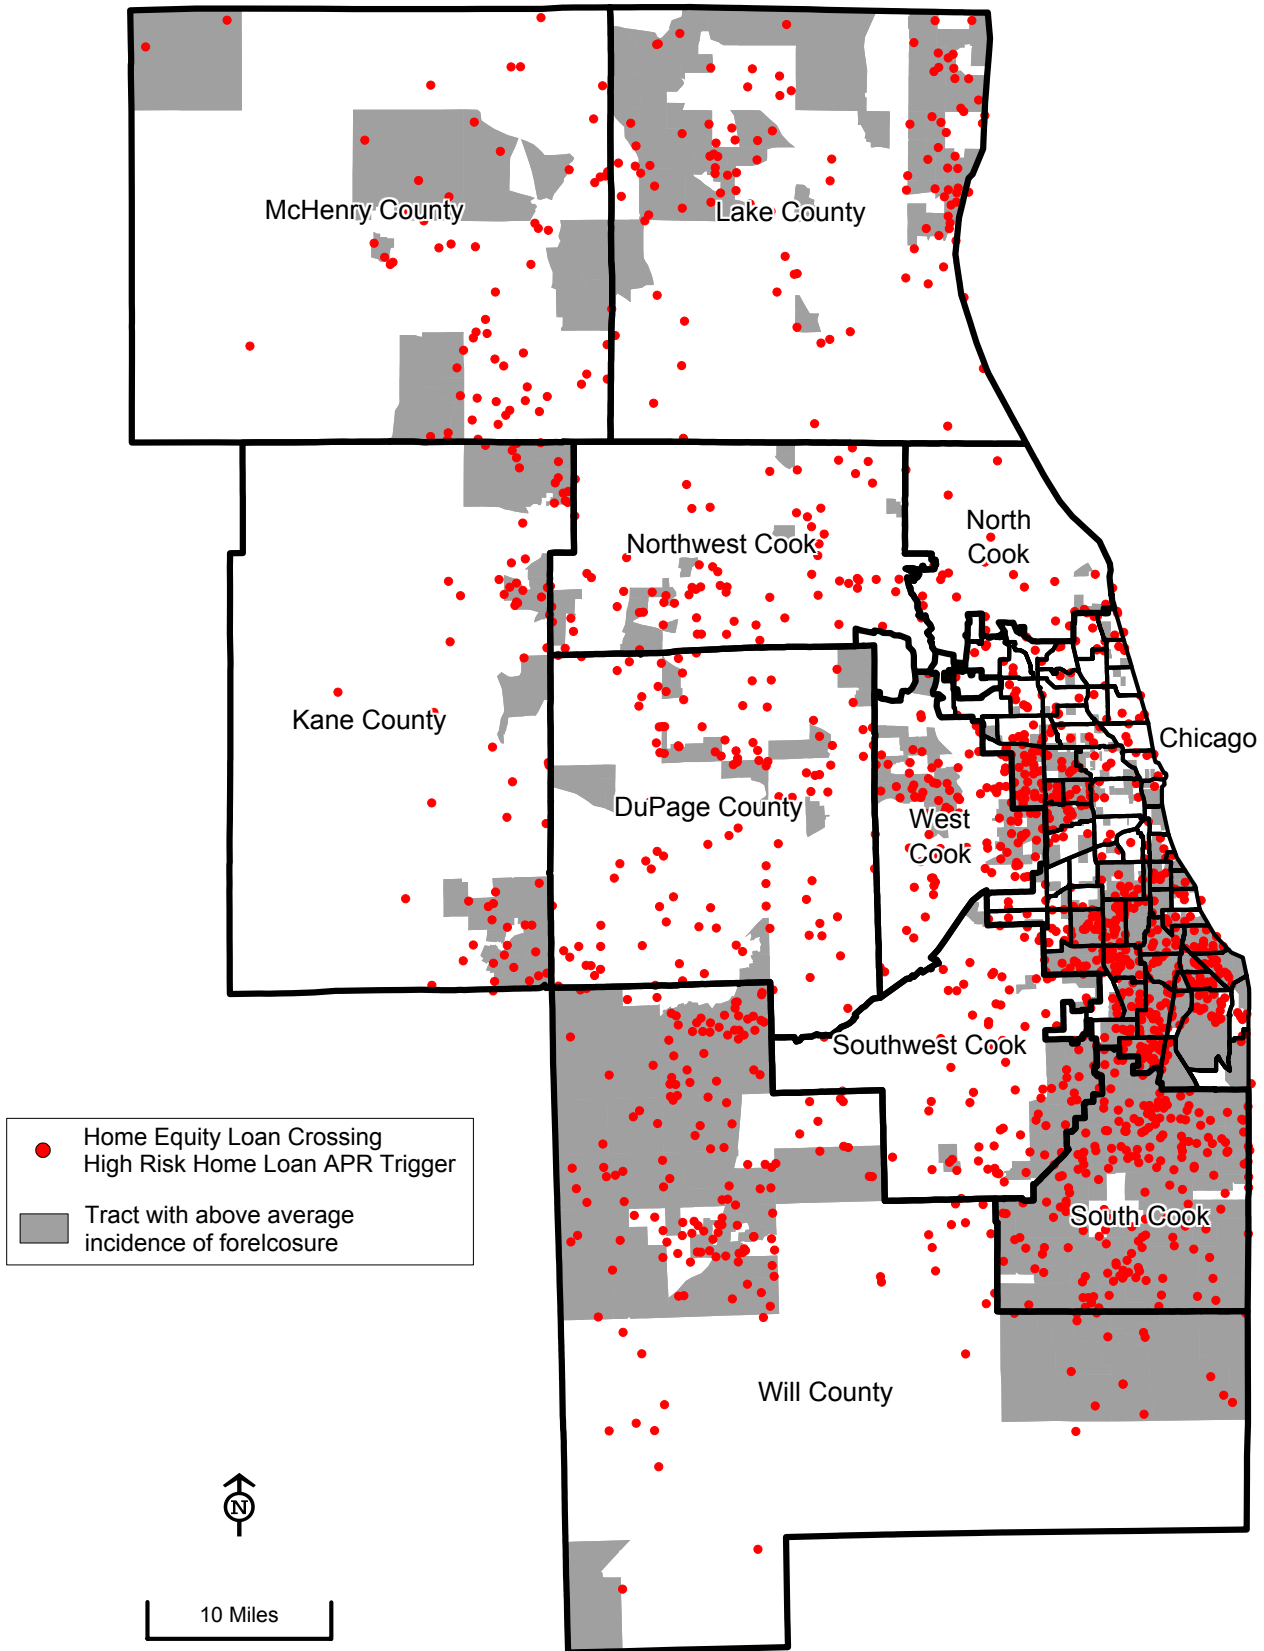 McHenry County
Lake County
North
Cook
Northwest Cook
Kane County
Chicago
DuPage County
West
Cook
Southwest Cook
Home Equity Loan Crossing
High Risk Home Loan APR Trigger
Tract with above average
incidence of forelcosure
South Cook
Will County
N
10 Miles